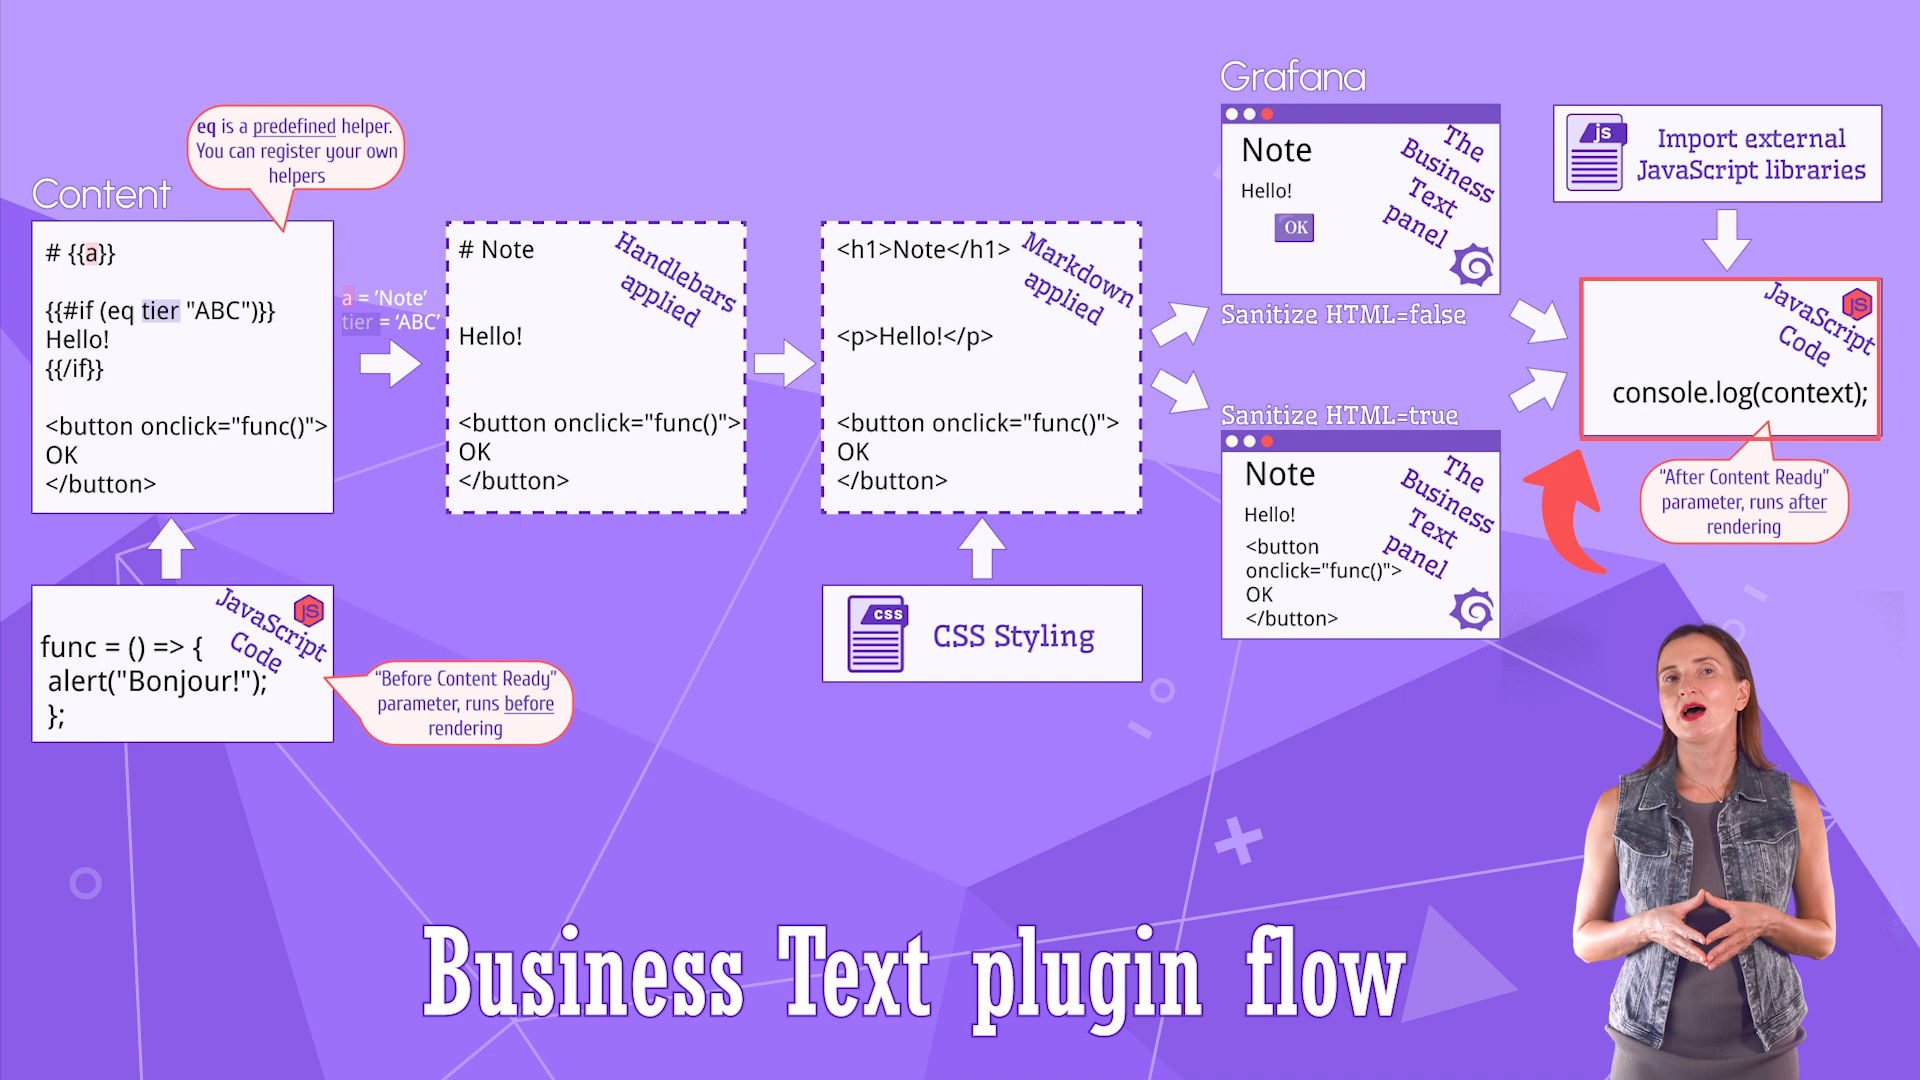 eq is a predefined helper.
You can register your own
helpers
Content
# {{a}}
{{#if (eq tier "ABC")}}
Hello!
{{/if}}
<button onclick="func()">
OK
</button>
JavaScript
Code
JS
func = () => {
alert("Bonjour!");
};
“Before Content Ready”
parameter, runs before
rendering
a = ’Note’
tier = ‘ABC’
# Note
Handlebars
applied
Hello!
<button onclick="func()">
OK
</button>
<h1>Note</h1>
Markdown
applied
<p>Hello!</p>
<button onclick="func()">
OK
</button>
css
CSS Styling
Grafana
Note
Hello!
OK
The
Business
Text
panel
Sanitize HTML=false
Sanitize HTML=true
Note
Hello!
<button
onclick="func()">
OK
</button>
The
Business
Text
panel
js
Import external
JavaScript libraries
JavaScript
Code
JS
console.log(context);
“After Content Ready”
parameter, runs after
rendering
Business Text plugin flow